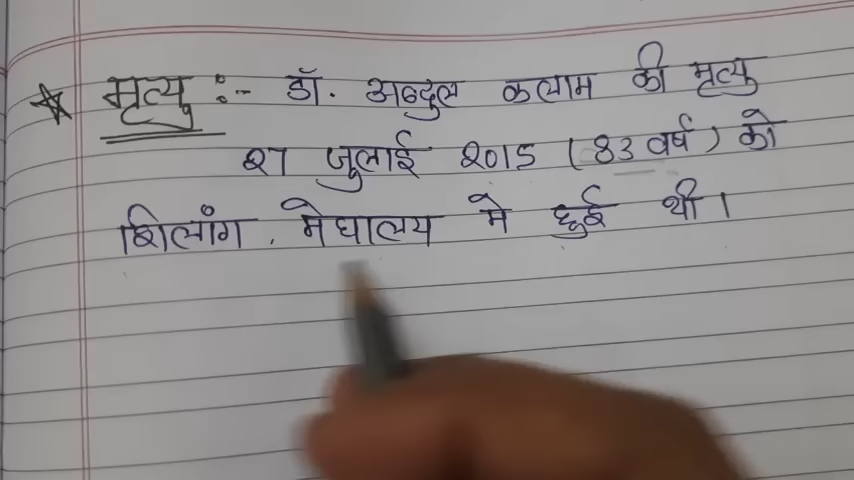 ★ मृत्यु :- डॉ. अब्दुल कलाम की मृत्यु
27 जुलाई 2015 (83 वर्ष) को
शिलांग, मेघालय मे हुई थी।